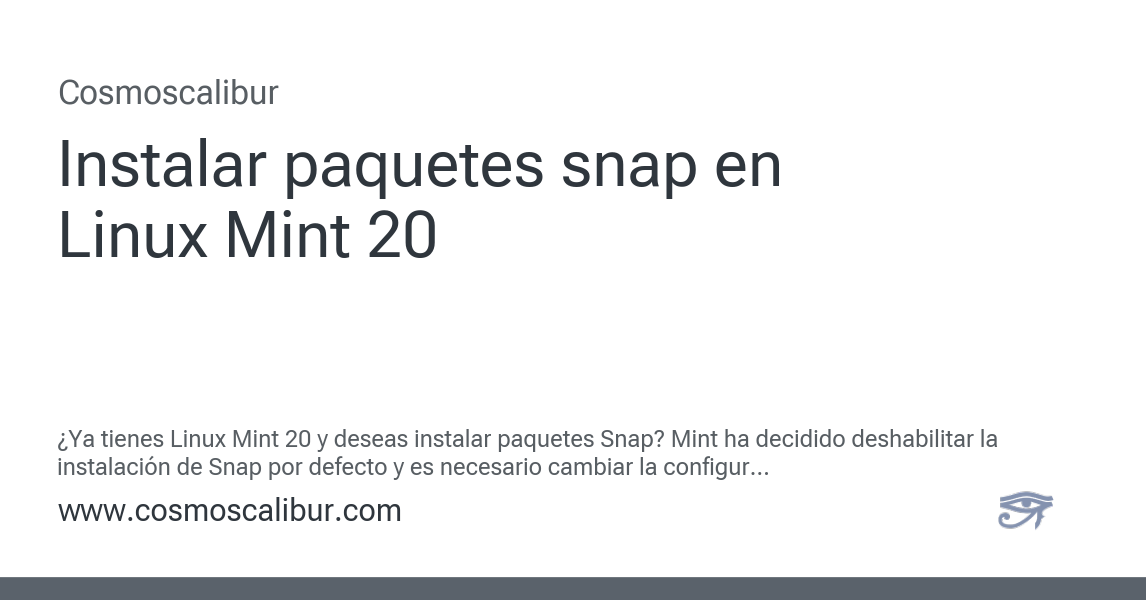 Cosmoscalibur
Instalar paquetes snap en
Linux Mint 20
¿Ya tienes Linux Mint 20 y deseas instalar paquetes Snap? Mint ha decidido deshabilitar la
instalación de Snap por defecto y es necesario cambiar la configur...
www.cosmoscalibur.com